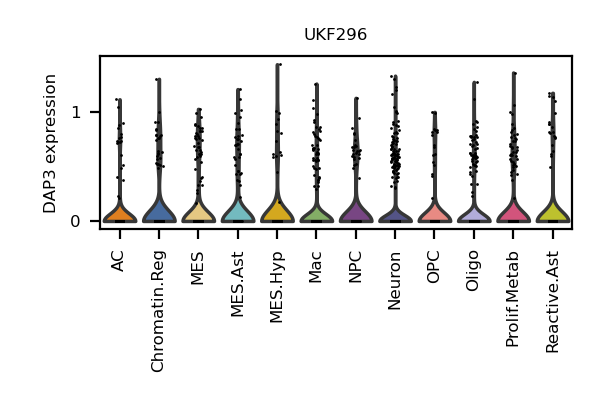 UKF296
DAP3 expression
1
0
AC
Chromatin.Reg
MES
MES.Ast
MES.Hyp
Mac
NPC
Neuron
OPC
Oligo
Prolif.Metab
Reactive.Ast